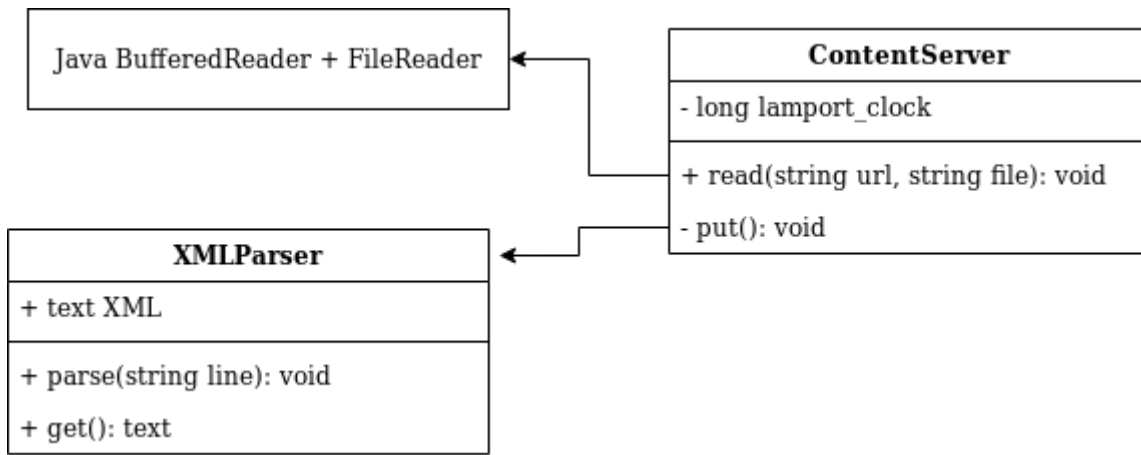 Java BufferedReader + FileReader
ContentServer
- long lamport_clock
+ read(string url, string file): void
- put(): void
XMLParser
+ text XML
+ parse(string line): void
+ get(): text